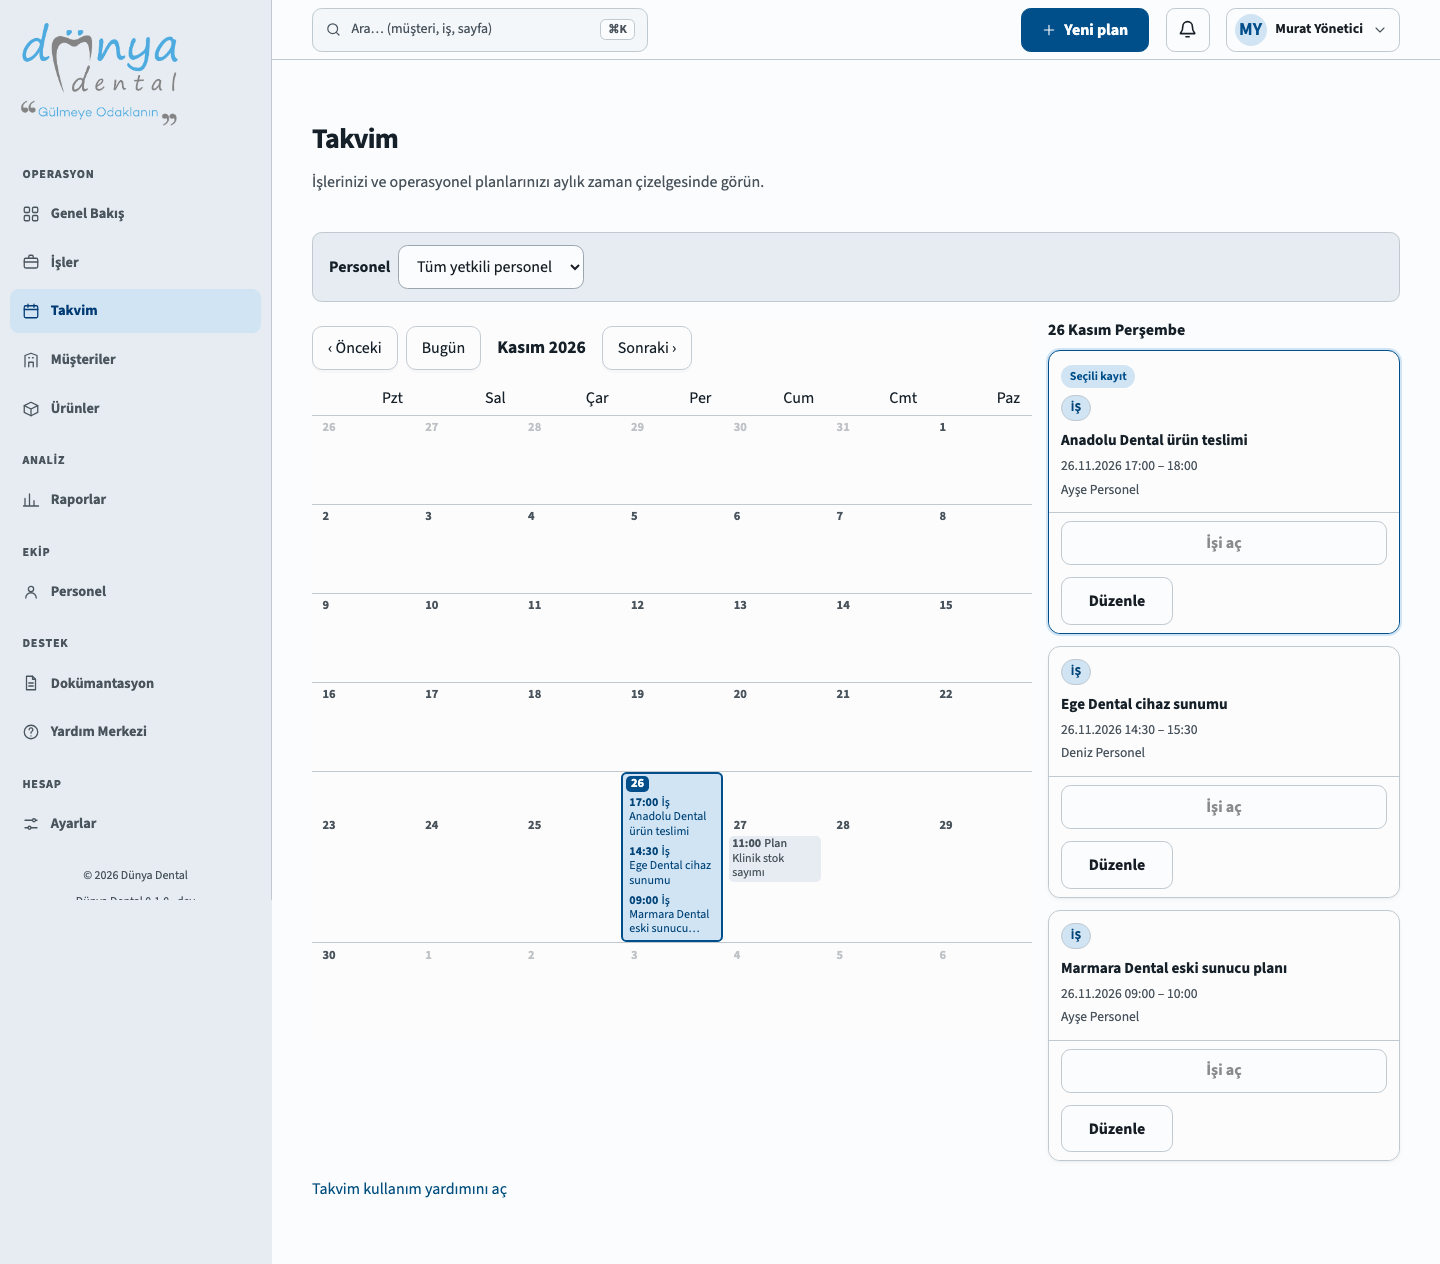 dünya
dental
“Gülmeye Odaklanın”
OPERASYON
Genel Bakış
İşler
Takvim
Müşteriler
Ürünler
ANALİZ
Raporlar
EKİP
Personel
DESTEK
Dokümantasyon
Yardım Merkezi
HESAP
Ayarlar
© 2026 Dünya Dental
Ara… (müşteri, iş, sayfa)
⌘K
+ Yeni plan
MY
Murat Yönetici
Takvim
İşlerinizi ve operasyonel planlarınızı aylık zaman çizelgesinde görün.
Personel
Tüm yetkili personel
‹ Önceki
Bugün
Kasım 2026
Sonraki ›
Pzt Sal Çar Per Cum Cmt Paz
26 27 28 29 30 31 1
2 3 4 5 6 7 8
9 10 11 12 13 14 15
16 17 18 19 20 21 22
23 24 25 26 27 28 29
17:00 İş
Anadolu Dental
ürün teslimi
14:30 İş
Ege Dental cihaz
sunumu
09:00 İş
Marmara Dental
eski sunucu…
11:00 Plan
Klinik stok
sayımı
30 1 2 3 4 5 6
26 Kasım Perşembe
Seçili kayıt
İŞ
Anadolu Dental ürün teslimi
26.11.2026 17:00 – 18:00
Ayşe Personel
İşi aç
Düzenle
İŞ
Ege Dental cihaz sunumu
26.11.2026 14:30 – 15:30
Deniz Personel
İşi aç
Düzenle
İŞ
Marmara Dental eski sunucu planı
26.11.2026 09:00 – 10:00
Ayşe Personel
İşi aç
Düzenle
Takvim kullanım yardımını aç